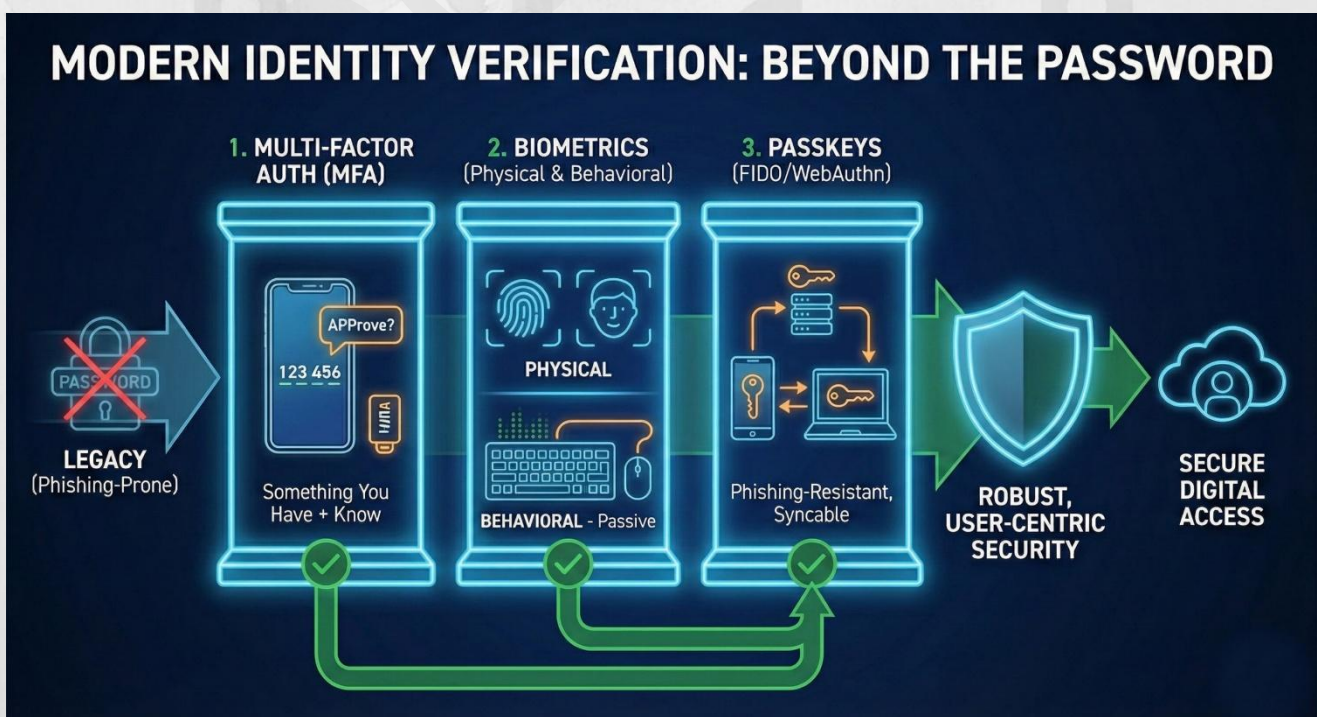 MODERN IDENTITY VERIFICATION: BEYOND THE PASSWORD
1. MULTI-FACTOR
AUTH (MFA)
2. BIOMETRICS
(Physical & Behavioral)
3. PASSKEYS
(FIDO/WebAuthn)
PASSWORD
LEGACY
(Phishing-Prone)
APProve?
123 456
Something You
Have + Know
PHYSICAL
BEHAVIORAL - Passive
Phishing-Resistant,
Syncable
ROBUST,
USER-CENTRIC
SECURITY
SECURE
DIGITAL
ACCESS